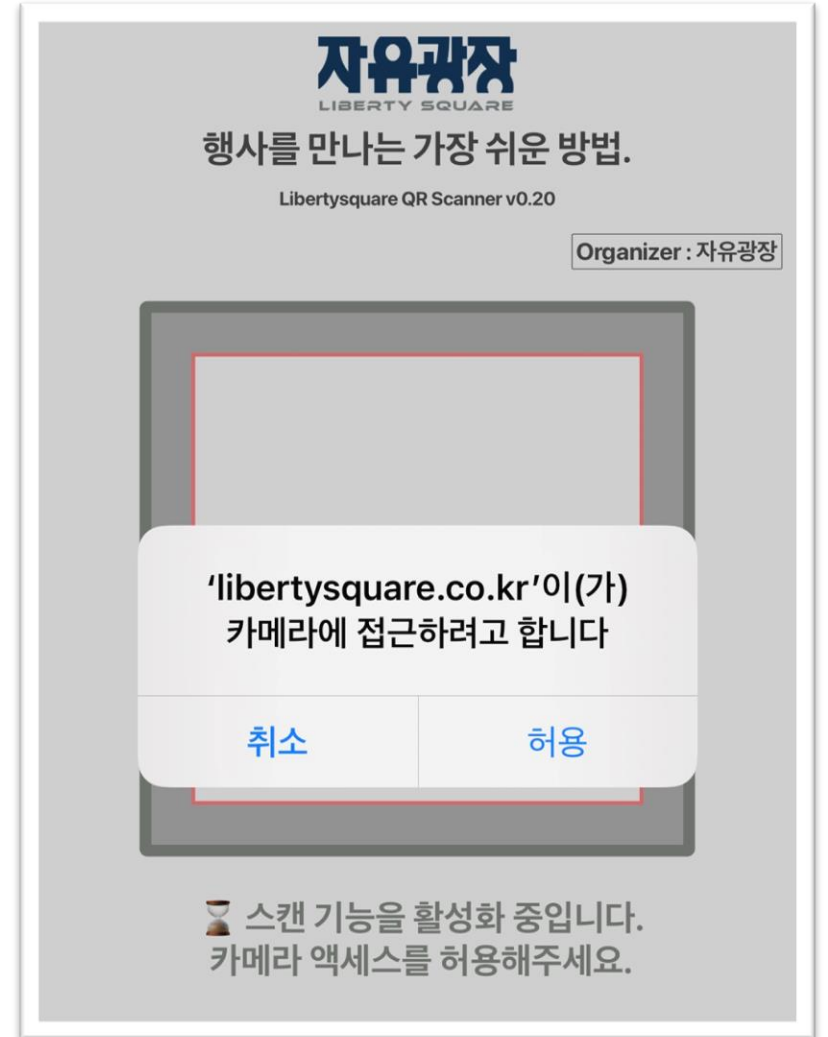 자유광장
LIBERTY SQUARE
행사를 만나는 가장 쉬운 방법.
Libertysquare QR Scanner v0.20
Organizer : 자유광장
‘libertysquare.co.kr’이(가)
카메라에 접근하려고 합니다
취소 허용
⏳ 스캔 기능을 활성화 중입니다.
카메라 액세스를 허용해주세요.